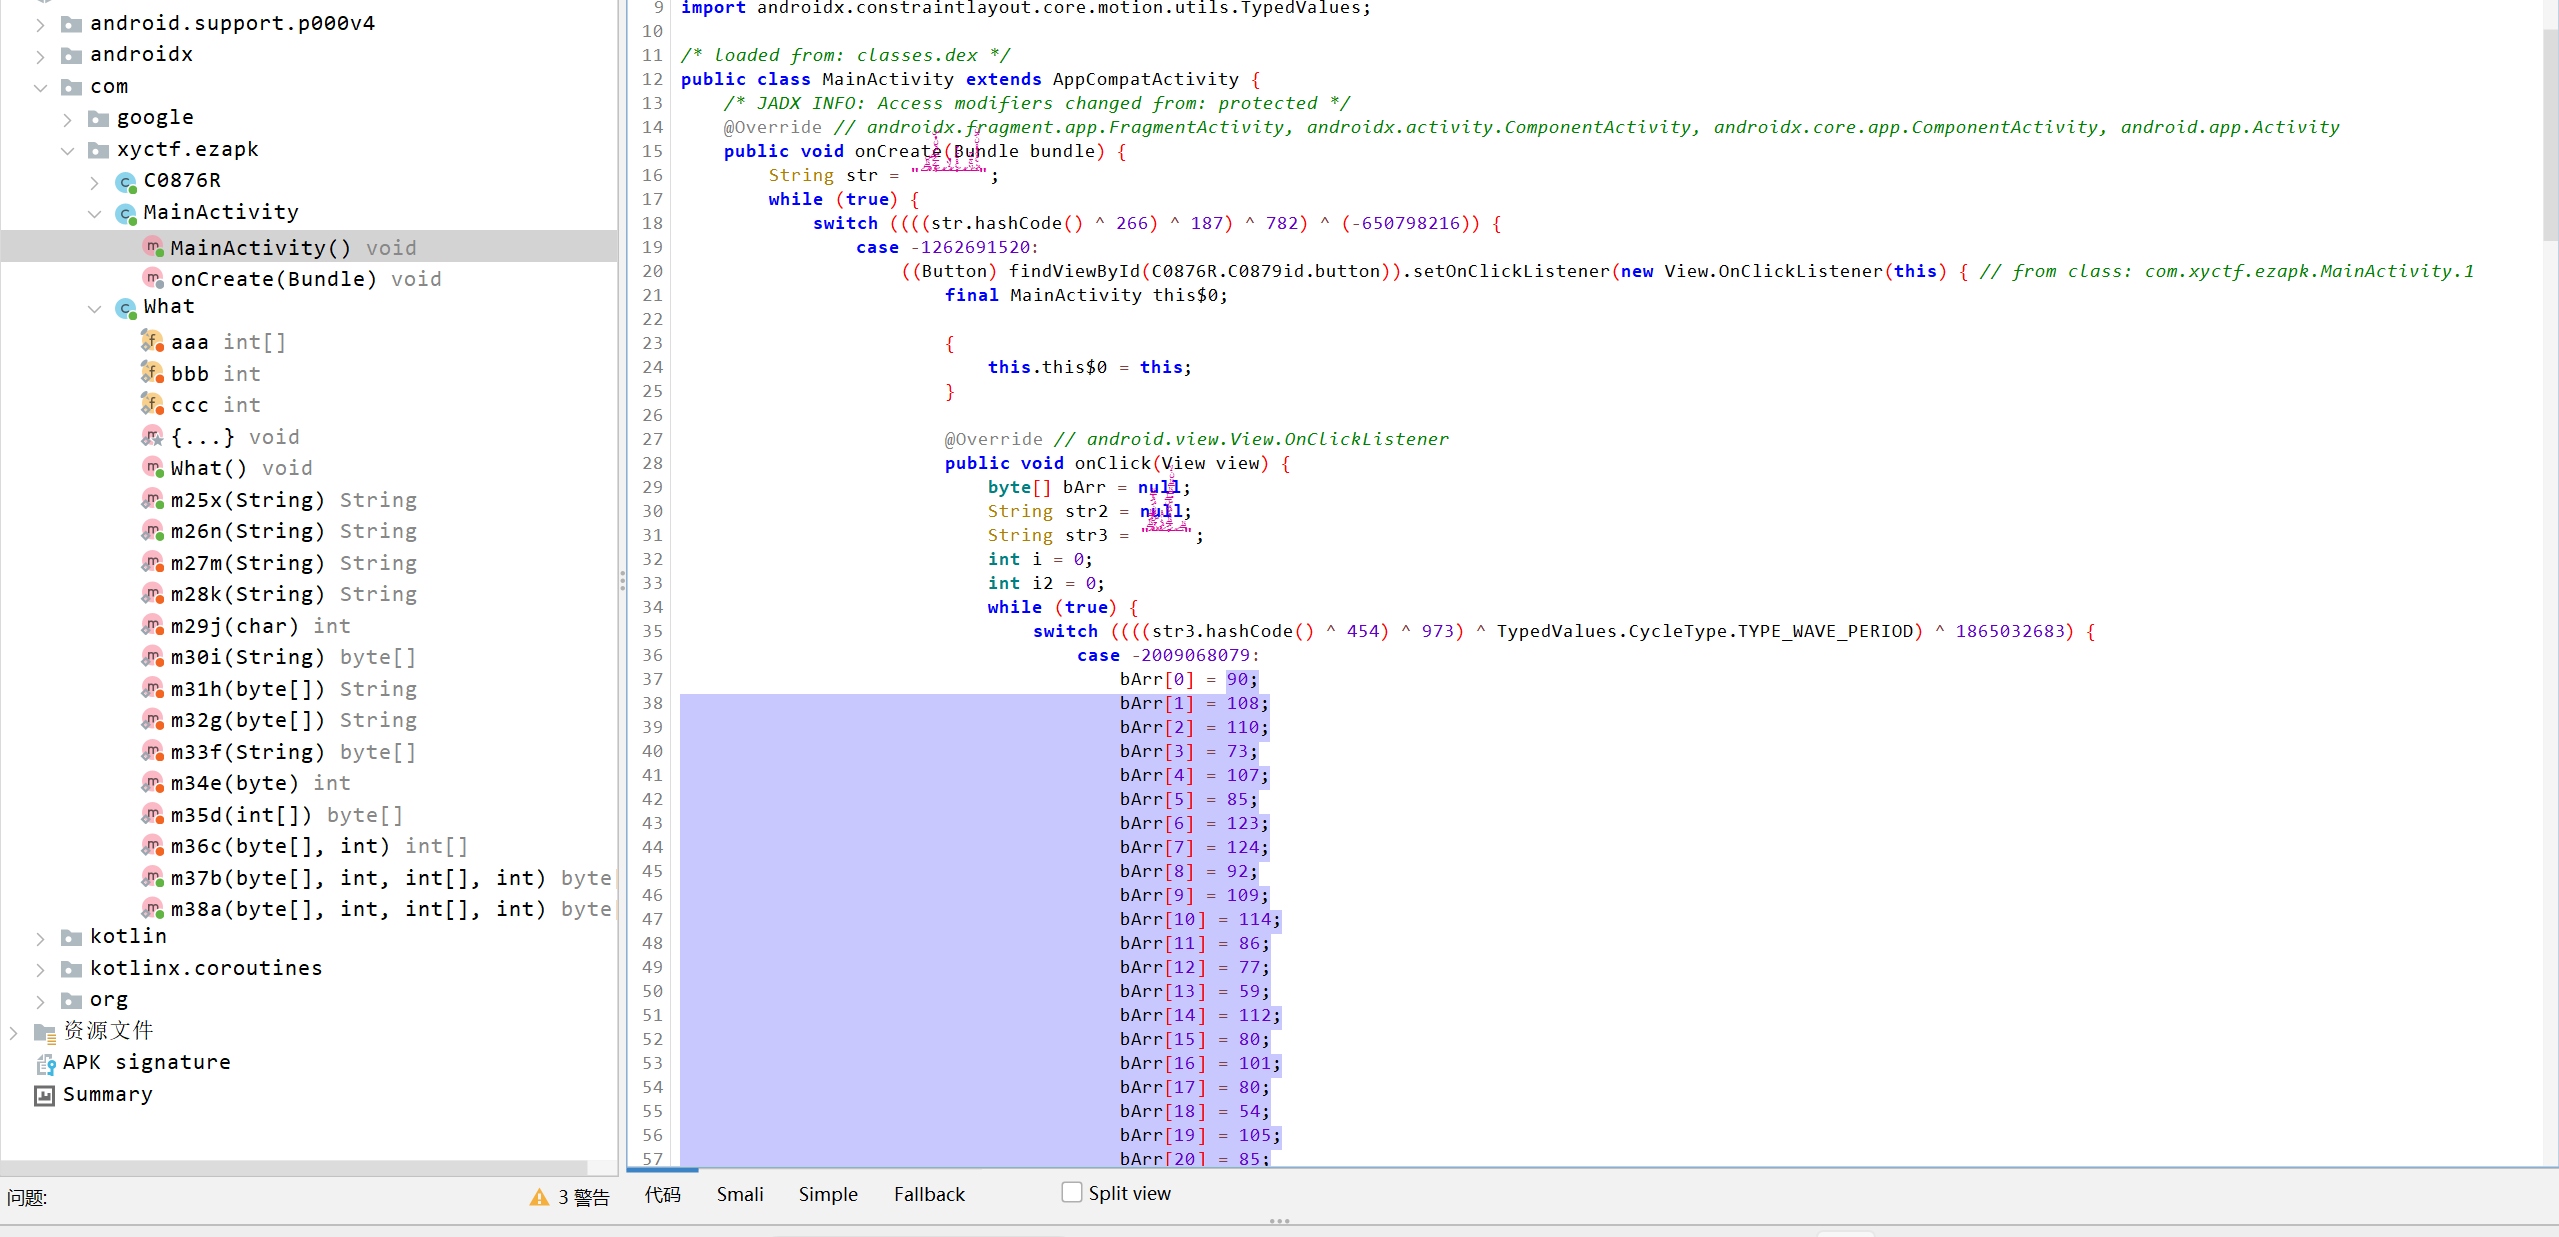 android.support.p000v4
androidx
com
google
xyctf.ezapk
C0876R
MainActivity
MainActivity() void
onCreate(Bundle) void
What
aaa int[]
bbb int
ccc int
{...} void
What() void
m25x(String) String
m26n(String) String
m27m(String) String
m28k(String) String
m29j(char) int
m30i(String) byte[]
m31h(byte[]) String
m32g(byte[]) String
m33f(String) byte[]
m34e(byte) int
m35d(int[]) byte[]
m36c(byte[], int) int[]
m37b(byte[], int, int[], int) byte
m38a(byte[], int, int[], int) byte
kotlin
kotlinx.coroutines
org
资源文件
APK signature
Summary
问题:
3 警告
9 import androidx.constraintlayout.core.motion.utils.TypedValues;
10
11 /* loaded from: classes.dex */
12 public class MainActivity extends AppCompatActivity {
13 /* JADX INFO: Access modifiers changed from: protected */
14 @Override // androidx.fragment.app.FragmentActivity, androidx.activity.ComponentActivity, androidx.core.app.ComponentActivity, android.app.Activity
15 public void onCreate(Bundle bundle) {
16 String str = "";
17 while (true) {
18 switch ((((str.hashCode() ^ 266) ^ 187) ^ 782) ^ (-650798216)) {
19 case -1262691520:
20 ((Button) findViewById(C0876R.C0879id.button)).setOnClickListener(new View.OnClickListener(this) { // from class: com.xyctf.ezapk.MainActivity.1
21 final MainActivity this$0;
22
23 {
24 this.this$0 = this;
25 }
26
27 @Override // android.view.View.OnClickListener
28 public void onClick(View view) {
29 byte[] bArr = null;
30 String str2 = null;
31 String str3 = "";
32 int i = 0;
33 int i2 = 0;
34 while (true) {
35 switch ((((str3.hashCode() ^ 454) ^ 973) ^ TypedValues.CycleType.TYPE_WAVE_PERIOD) ^ 1865032683) {
36 case -2009068079:
37 bArr[0] = 90;
38 bArr[1] = 108;
39 bArr[2] = 110;
40 bArr[3] = 73;
41 bArr[4] = 107;
42 bArr[5] = 85;
43 bArr[6] = 123;
44 bArr[7] = 124;
45 bArr[8] = 92;
46 bArr[9] = 109;
47 bArr[10] = 114;
48 bArr[11] = 86;
49 bArr[12] = 77;
50 bArr[13] = 59;
51 bArr[14] = 112;
52 bArr[15] = 80;
53 bArr[16] = 101;
54 bArr[17] = 80;
55 bArr[18] = 54;
56 bArr[19] = 105;
57 bArr[20] = 85;
代码 Smali Simple Fallback Split view